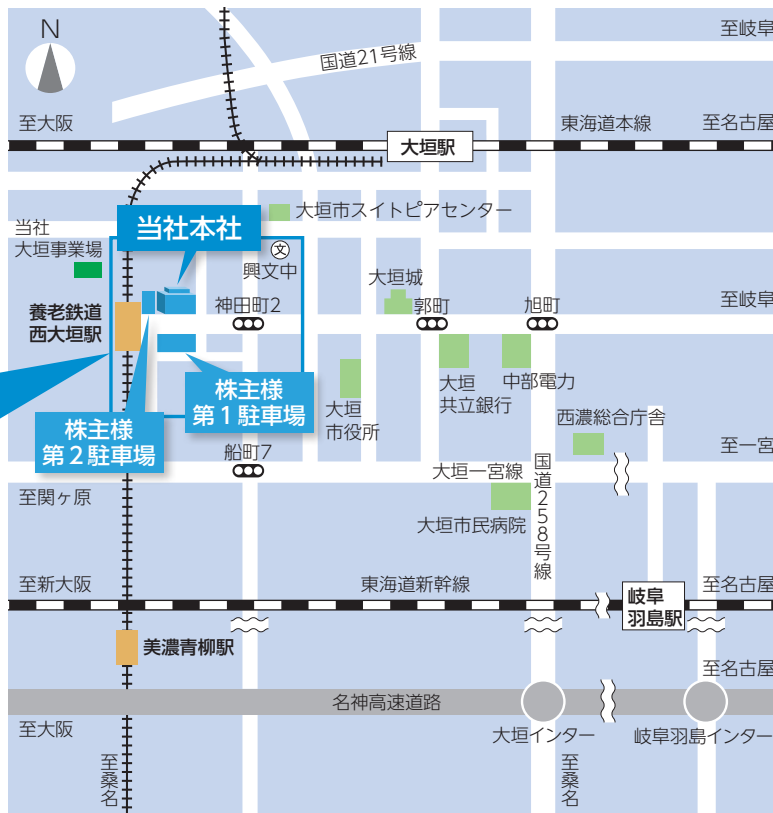 N
国道21号線
至岐阜
至大阪
東海道本線
至名古屋
大垣駅
当社
大垣事業場
当社本社
大垣市スイトピアセンター
文
興文中
大垣城
養老鉄道
西大垣駅
神田町2
郭町
旭町
至岐阜
株主様
第1駐車場
株主様
第2駐車場
大垣
市役所
大垣
共立銀行
中部電力
西濃総合庁舎
船町7
至一宮
至関ヶ原
大垣一宮線
国道258号線
大垣市民病院
至新大阪
東海道新幹線
岐阜
羽島駅
至名古屋
美濃青柳駅
至名古屋
名神高速道路
至大阪
大垣インター
岐阜羽島インター
至桑名
至桑名